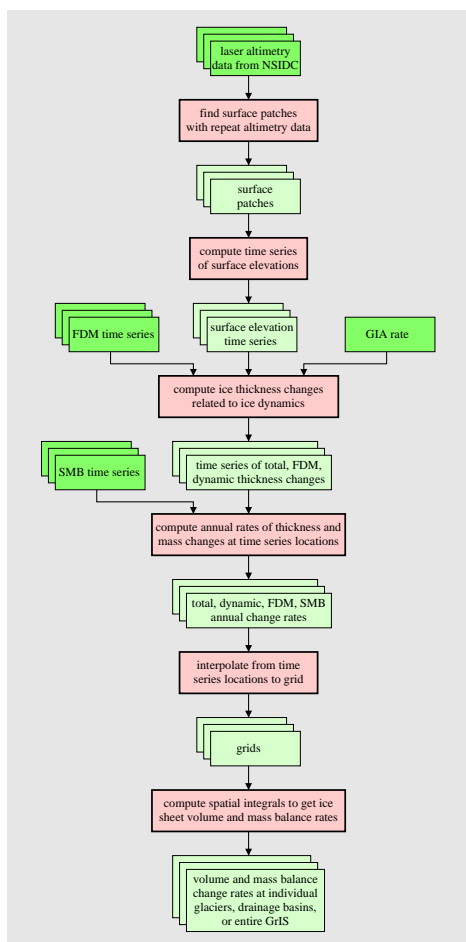 laser altimetry
data from NSIDC
find surface patches
with repeat altimetry data
surface
patches
compute time series
of surface elevations
FDM time series
surface elevation
time series
GIA rate
compute ice thickness changes
related to ice dynamics
SMB time series
time series of total, FDM,
dynamic thickness changes
compute annual rates of thickness and
mass changes at time series locations
total, dynamic, FDM, SMB
annual change rates
interpolate from time
series locations to grid
grids
compute spatial integrals to get ice
sheet volume and mass balance rates
volume and mass balance
change rates at individual
glaciers, drainage basins,
or entire GrIS